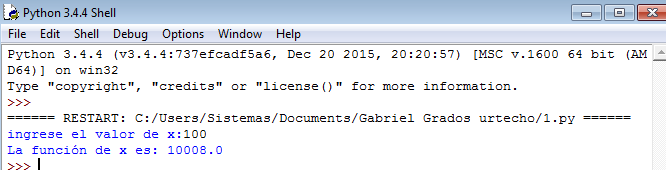 Python 3.4.4 Shell
File Edit Shell Debug Options Window Help
Python 3.4.4 (v3.4.4:737efcadf5a6, Dec 20 2015, 20:20:57) [MSC v.1600 64 bit (AM
D64)] on win32
Type "copyright", "credits" or "license()" for more information.
>>>
====== RESTART: C:/Users/Sistemas/Documents/Gabriel Grados urtecho/1.py ======
ingrese el valor de x:100
La función de x es: 10008.0
>>>